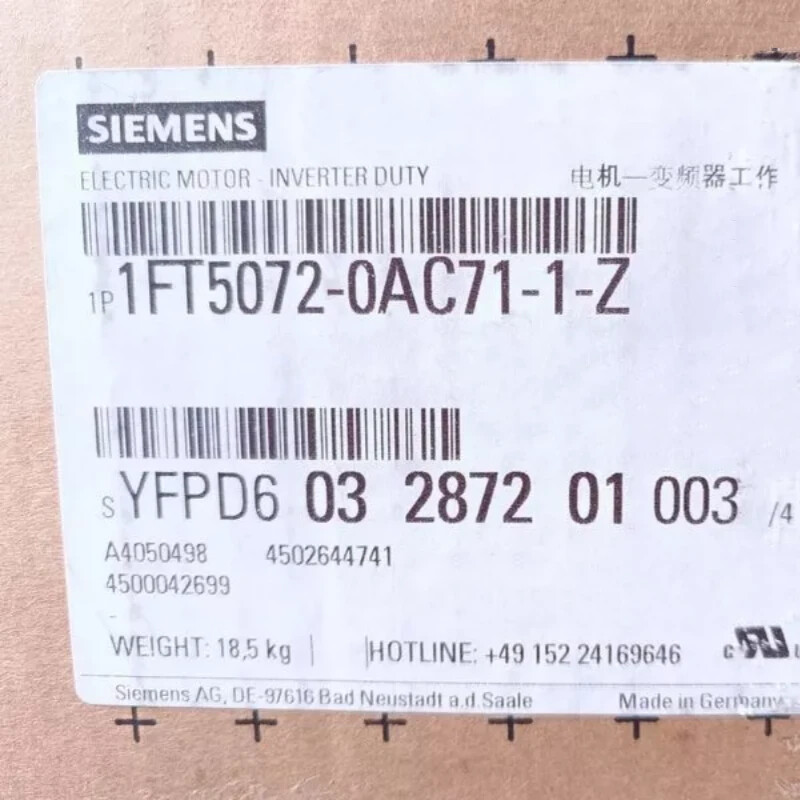 SIEMENS
ELECTRIC MOTOR - INVERTER DUTY 电机—变频器工作
1P 1FT5072-0AC71-1-Z
S YFPD6 03 2872 01 003 /4
A4050498 4502644741
4500042699
-
WEIGHT: 18,5 kg HOTLINE: +49 152 24169646
Siemens AG, DE-97616 Bad Neustadt a.d.Saale Made in Germany